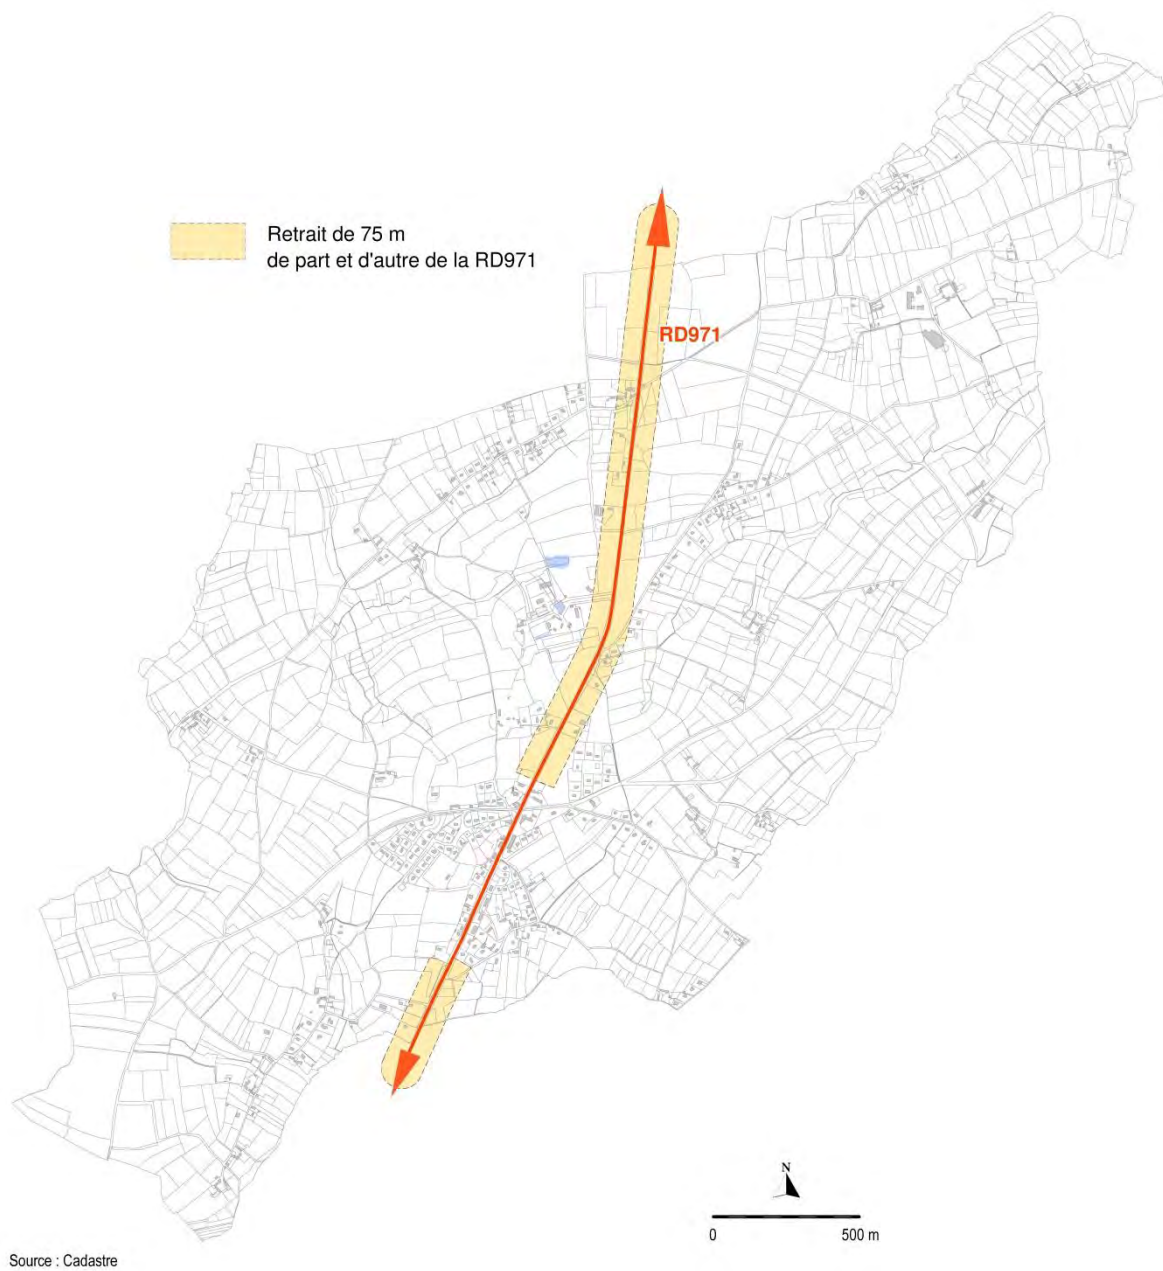 Retrait de 75 m
de part et d'autre de la RD971
RD971
N
0
500 m
Source : Cadastre